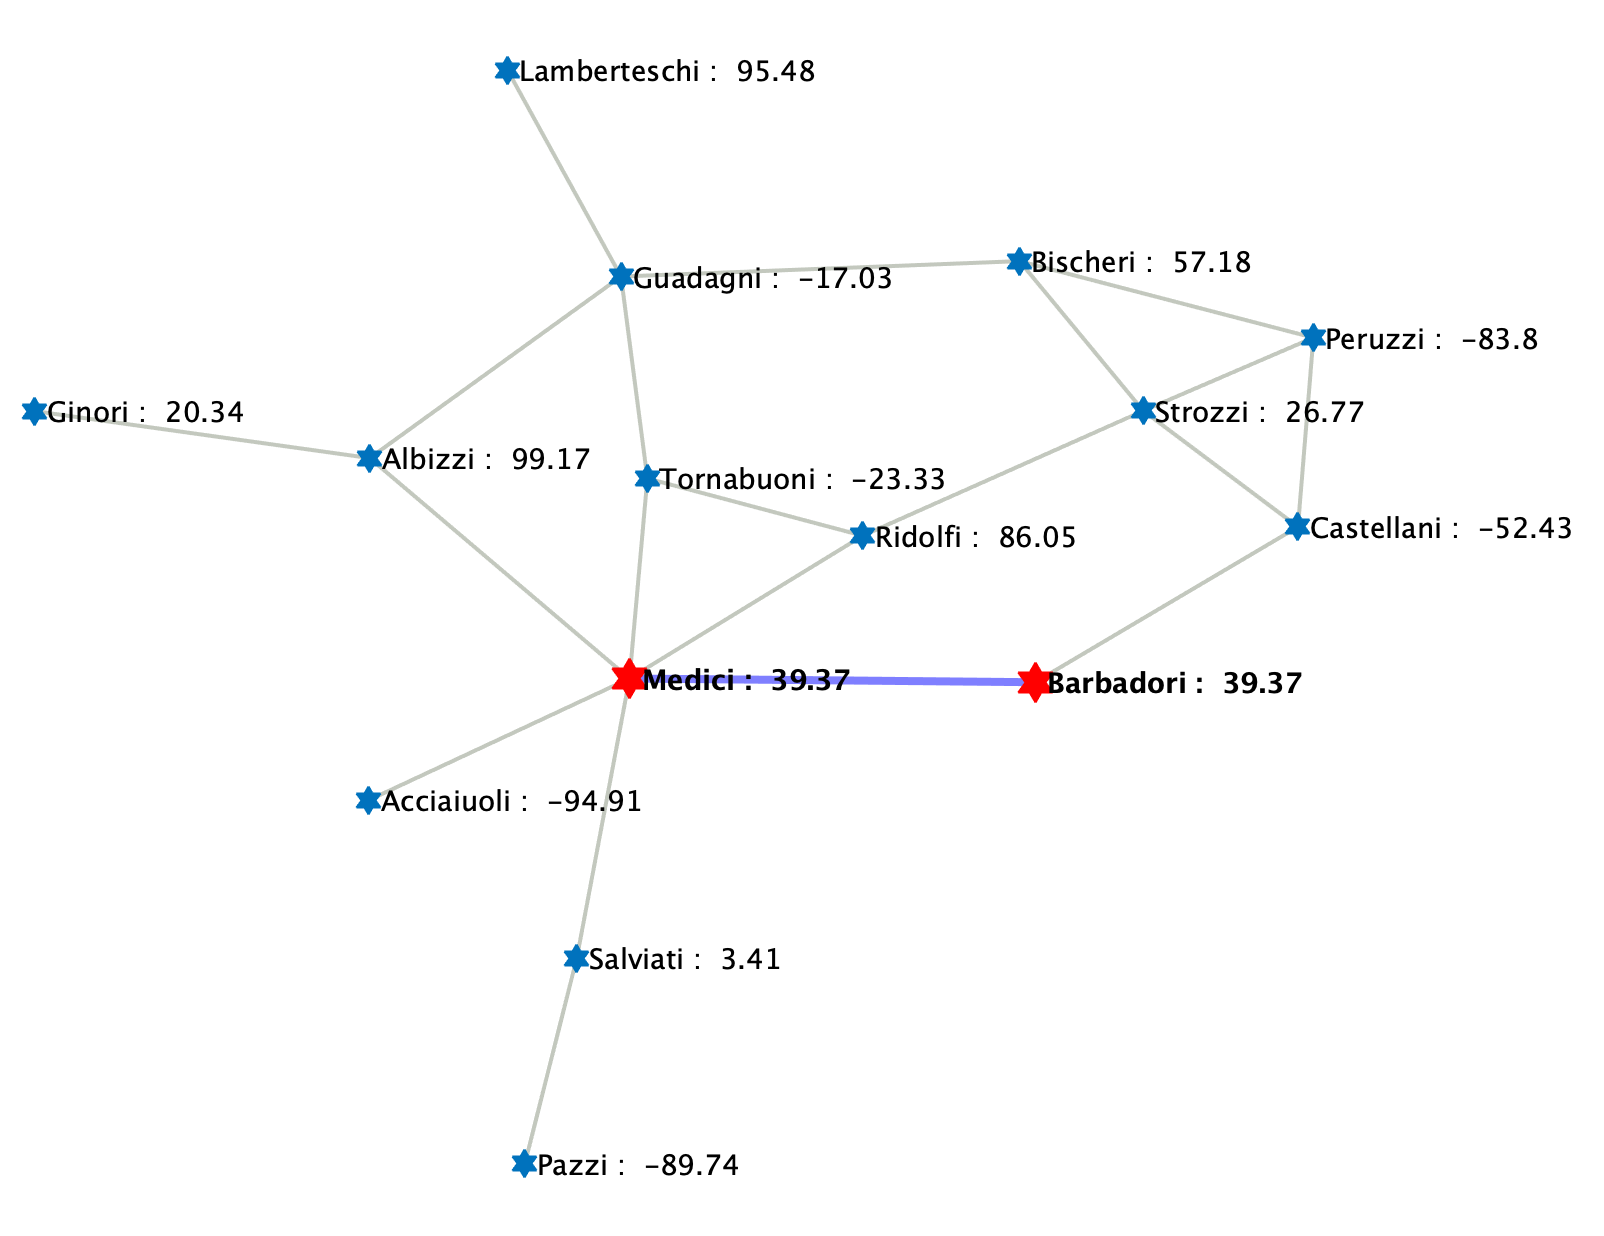 Lamberteschi : 95.48
Bischeri : 57.18
Guadagni : -17.03
Peruzzi : -83.8
Ginori : 20.34
Strozzi : 26.77
Albizzi : 99.17
Tornabuoni : -23.33
Castellani : -52.43
Ridolfi : 86.05
Medici : 39.37
Barbadori : 39.37
Acciaiuoli : -94.91
Salviati : 3.41
Pazzi : -89.74